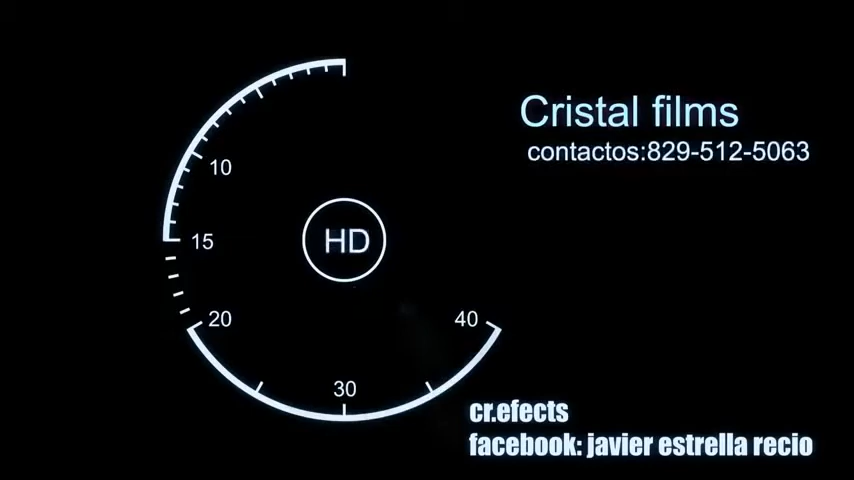 Cristal films
contactos:829-512-5063
10
15
HD
20
40
30
cr.efects
facebook: javier estrella recio